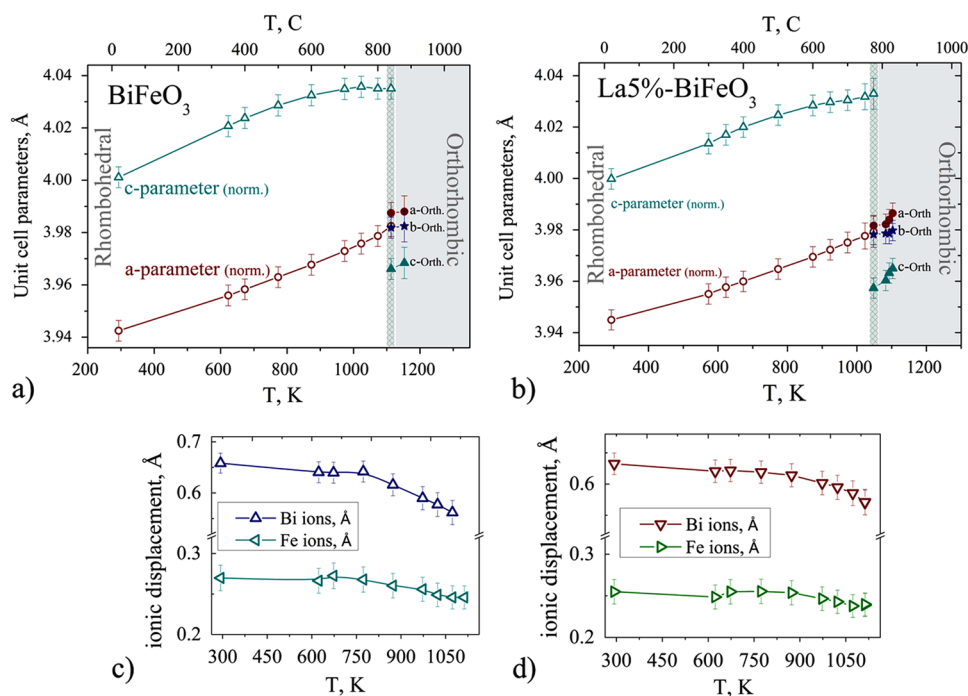 T, C
0 200 400 600 800 1000
4.04
4.02
4.00
3.98
3.96
3.94
Unit cell parameters, Å
BiFeO3
Rhombohedral
Orthorhombic
c-parameter (norm.)
a-parameter (norm.)
a-Orth.
b-Orth.
c-Orth.
200 400 600 800 1000 1200
T, K
a)
T, C
0 200 400 600 800 1000
4.04
4.02
4.00
3.98
3.96
3.94
Unit cell parameters, Å
La5%-BiFeO3
Rhombohedral
Orthorhombic
c-parameter (norm.)
a-parameter (norm.)
a-Orth
b-Orth
c-Orth
200 400 600 800 1000 1200
T, K
b)
ionic displacement, Å
0.7
0.6
0.3
0.2
Bi ions, Å
Fe ions, Å
300 450 600 750 900 1050
T, K
c)
ionic displacement, Å
0.6
0.3
0.2
Bi ions, Å
Fe ions, Å
300 450 600 750 900 1050
T, K
d)